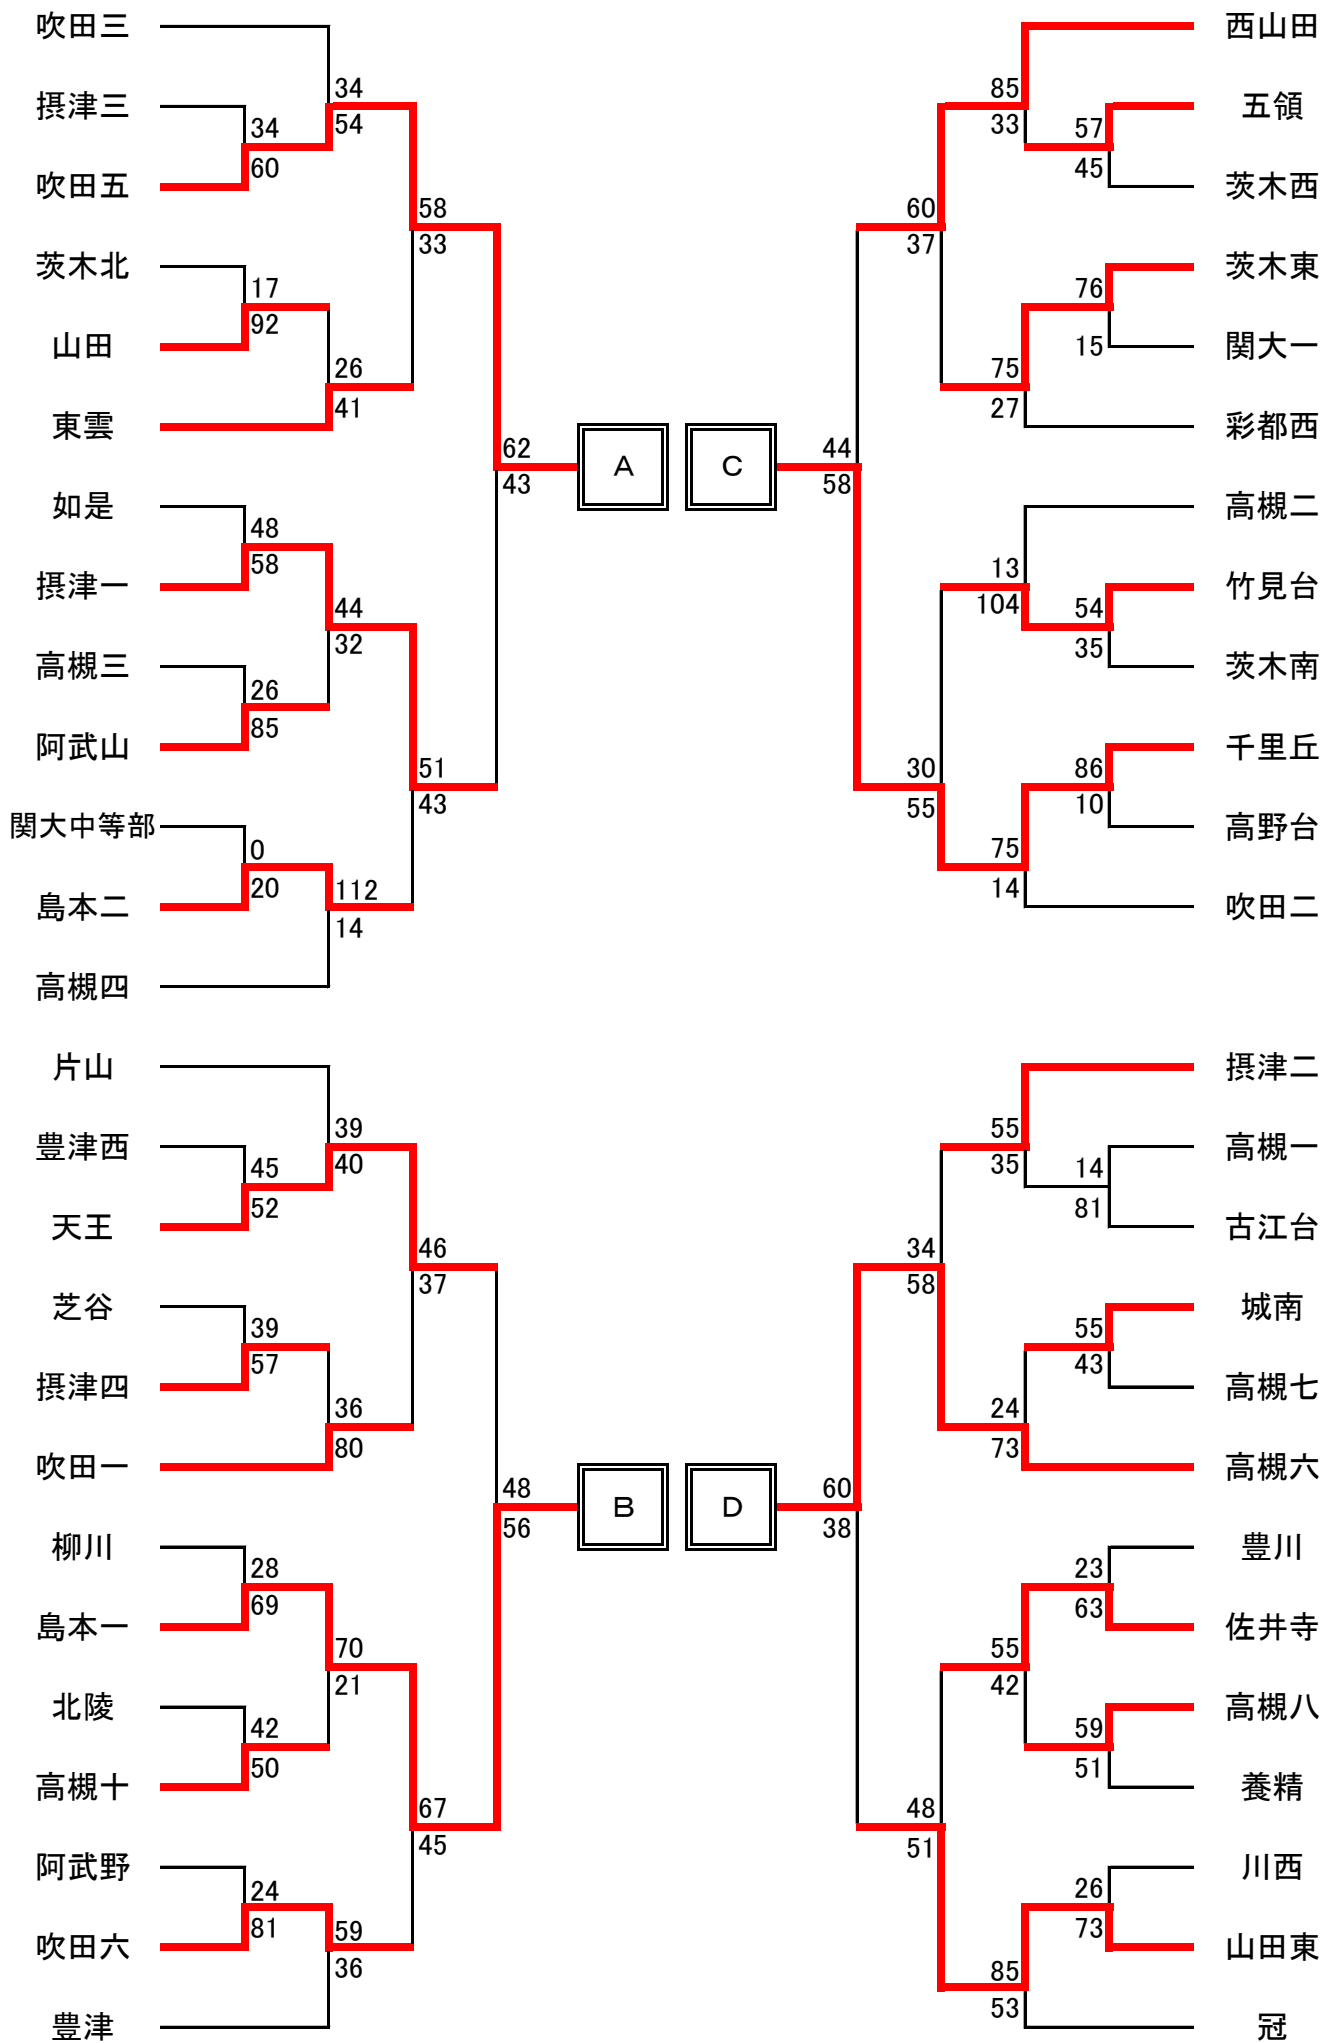 吹田三
34
摂津三
54
34
60
吹田五
58
33
茨木北
17
92
山田
26
41
東雲
62
43
A
如是
48
58
摂津一
44
32
高槻三
26
85
阿武山
51
43
関大中等部
0
20
島本二
112
14
高槻四
西山田
85
33
五領
57
45
茨木西
60
37
茨木東
76
15
関大一
75
27
彩都西
C
44
58
高槻二
13
104
竹見台
54
35
茨木南
30
55
千里丘
86
10
高野台
75
14
吹田二
片山
39
40
豊津西
45
52
天王
46
37
芝谷
39
57
摂津四
36
80
吹田一
48
56
B
柳川
28
69
島本一
70
21
北陵
42
50
高槻十
67
45
阿武野
24
81
吹田六
59
36
豊津
摂津二
55
35
高槻一
14
81
古江台
34
58
城南
55
43
高槻七
24
73
高槻六
D
60
38
豊川
23
63
佐井寺
55
42
高槻八
59
51
養精
48
51
川西
26
73
山田東
85
53
冠